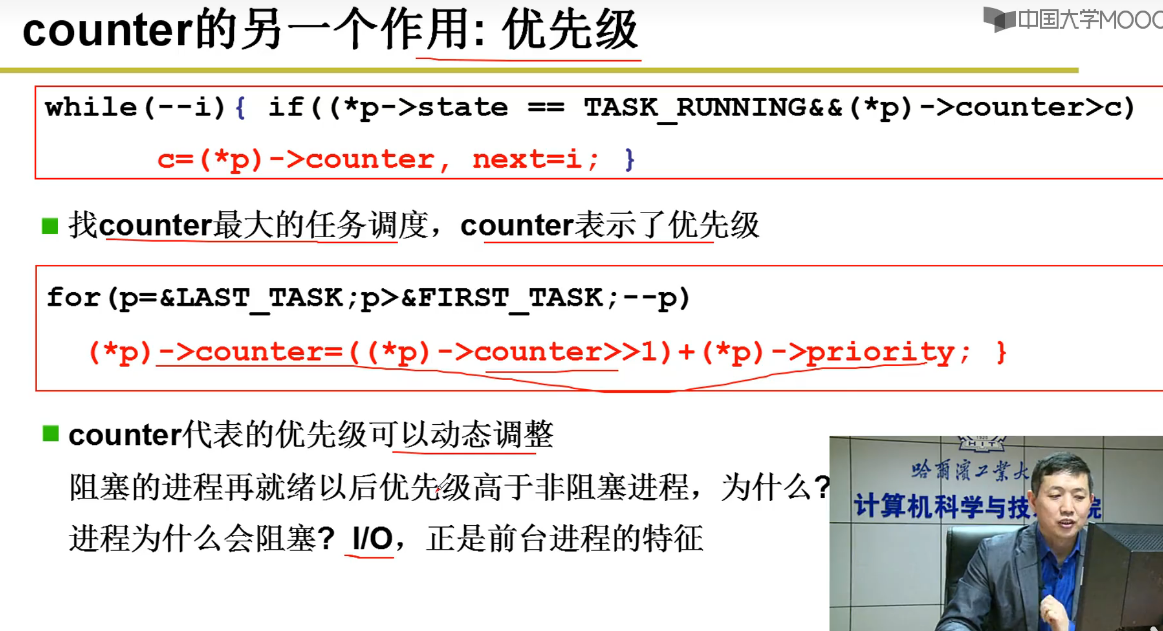 counter的另一个作用: 优先级
中国大学MOOC
while(--i){ if((*p->state == TASK_RUNNING&&(*p)->counter>c)
c=(*p)->counter, next=i; }
找counter最大的任务调度，counter表示了优先级
for(p=&LAST_TASK;p>&FIRST_TASK;--p)
(*p)->counter=((*p)->counter>>1)+(*p)->priority; }
counter代表的优先级可以动态调整
阻塞的进程再就绪以后优先级高于非阻塞进程，为什么?
进程为什么会阻塞? I/O，正是前台进程的特征
哈尔滨工业大
计算机科学与技 院